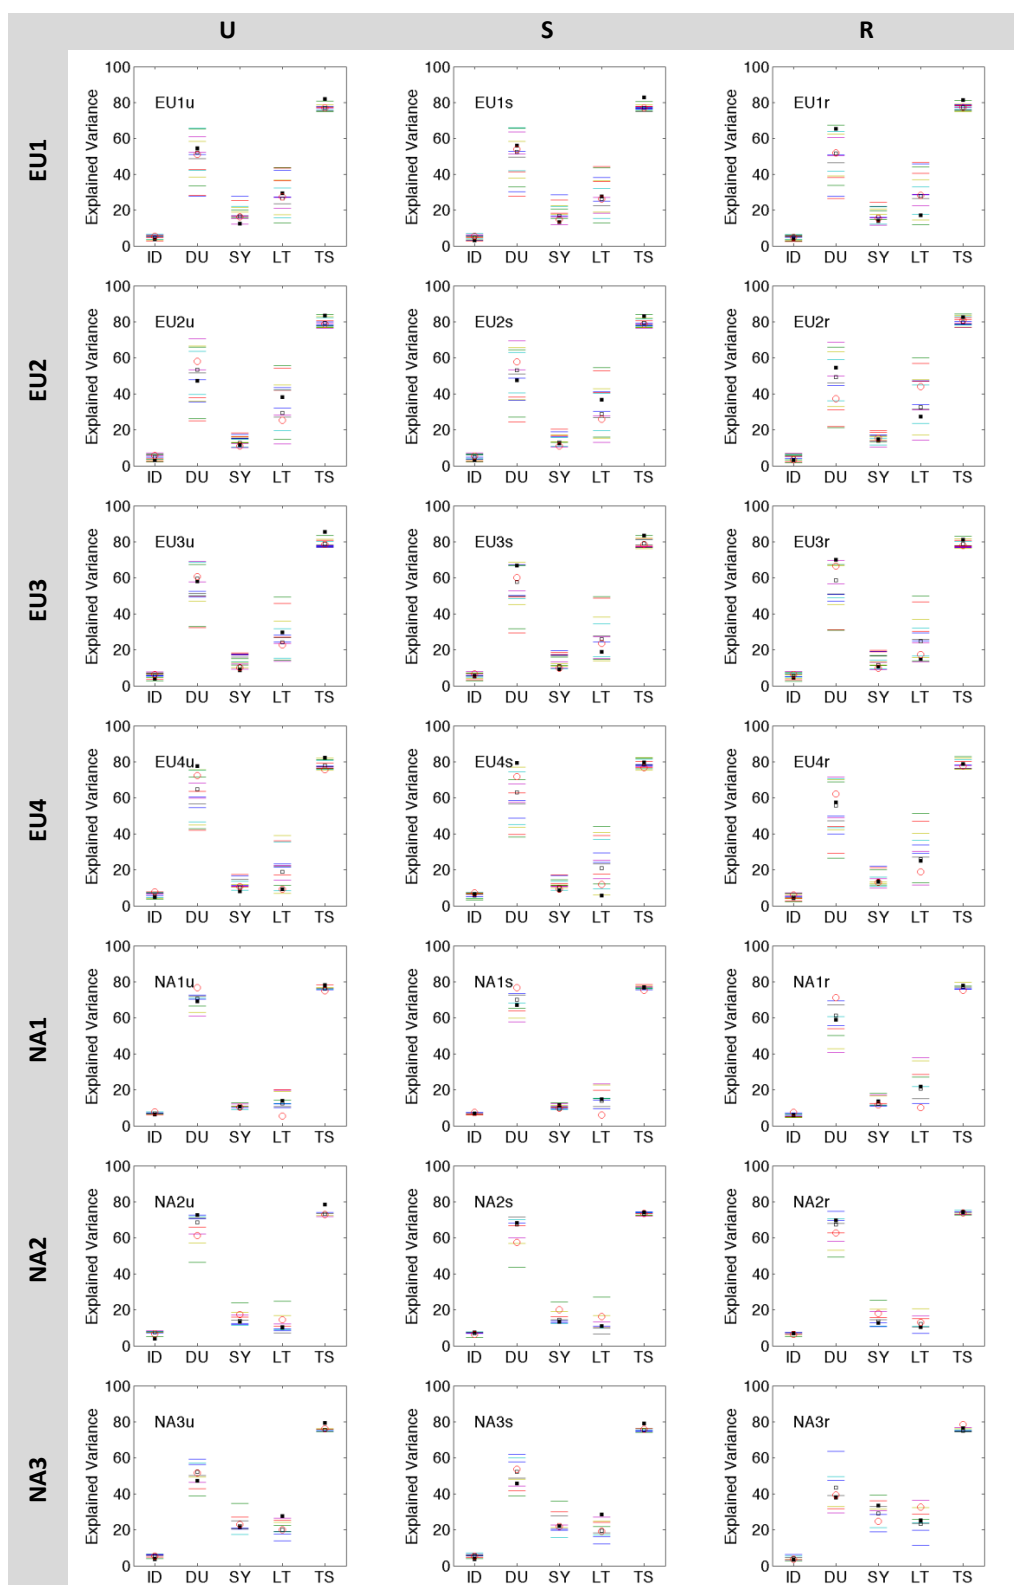 U S R
EU1
Explained Variance
100
80
60
40
20
0
EU1u
ID DU SY LT TS
Explained Variance
100
80
60
40
20
0
EU1s
ID DU SY LT TS
Explained Variance
100
80
60
40
20
0
EU1r
ID DU SY LT TS
EU2
Explained Variance
100
80
60
40
20
0
EU2u
ID DU SY LT TS
Explained Variance
100
80
60
40
20
0
EU2s
ID DU SY LT TS
Explained Variance
100
80
60
40
20
0
EU2r
ID DU SY LT TS
EU3
Explained Variance
100
80
60
40
20
0
EU3u
ID DU SY LT TS
Explained Variance
100
80
60
40
20
0
EU3s
ID DU SY LT TS
Explained Variance
100
80
60
40
20
0
EU3r
ID DU SY LT TS
EU4
Explained Variance
100
80
60
40
20
0
EU4u
ID DU SY LT TS
Explained Variance
100
80
60
40
20
0
EU4s
ID DU SY LT TS
Explained Variance
100
80
60
40
20
0
EU4r
ID DU SY LT TS
NA1
Explained Variance
100
80
60
40
20
0
NA1u
ID DU SY LT TS
Explained Variance
100
80
60
40
20
0
NA1s
ID DU SY LT TS
Explained Variance
100
80
60
40
20
0
NA1r
ID DU SY LT TS
NA2
Explained Variance
100
80
60
40
20
0
NA2u
ID DU SY LT TS
Explained Variance
100
80
60
40
20
0
NA2s
ID DU SY LT TS
Explained Variance
100
80
60
40
20
0
NA2r
ID DU SY LT TS
NA3
Explained Variance
100
80
60
40
20
0
NA3u
ID DU SY LT TS
Explained Variance
100
80
60
40
20
0
NA3s
ID DU SY LT TS
Explained Variance
100
80
60
40
20
0
NA3r
ID DU SY LT TS